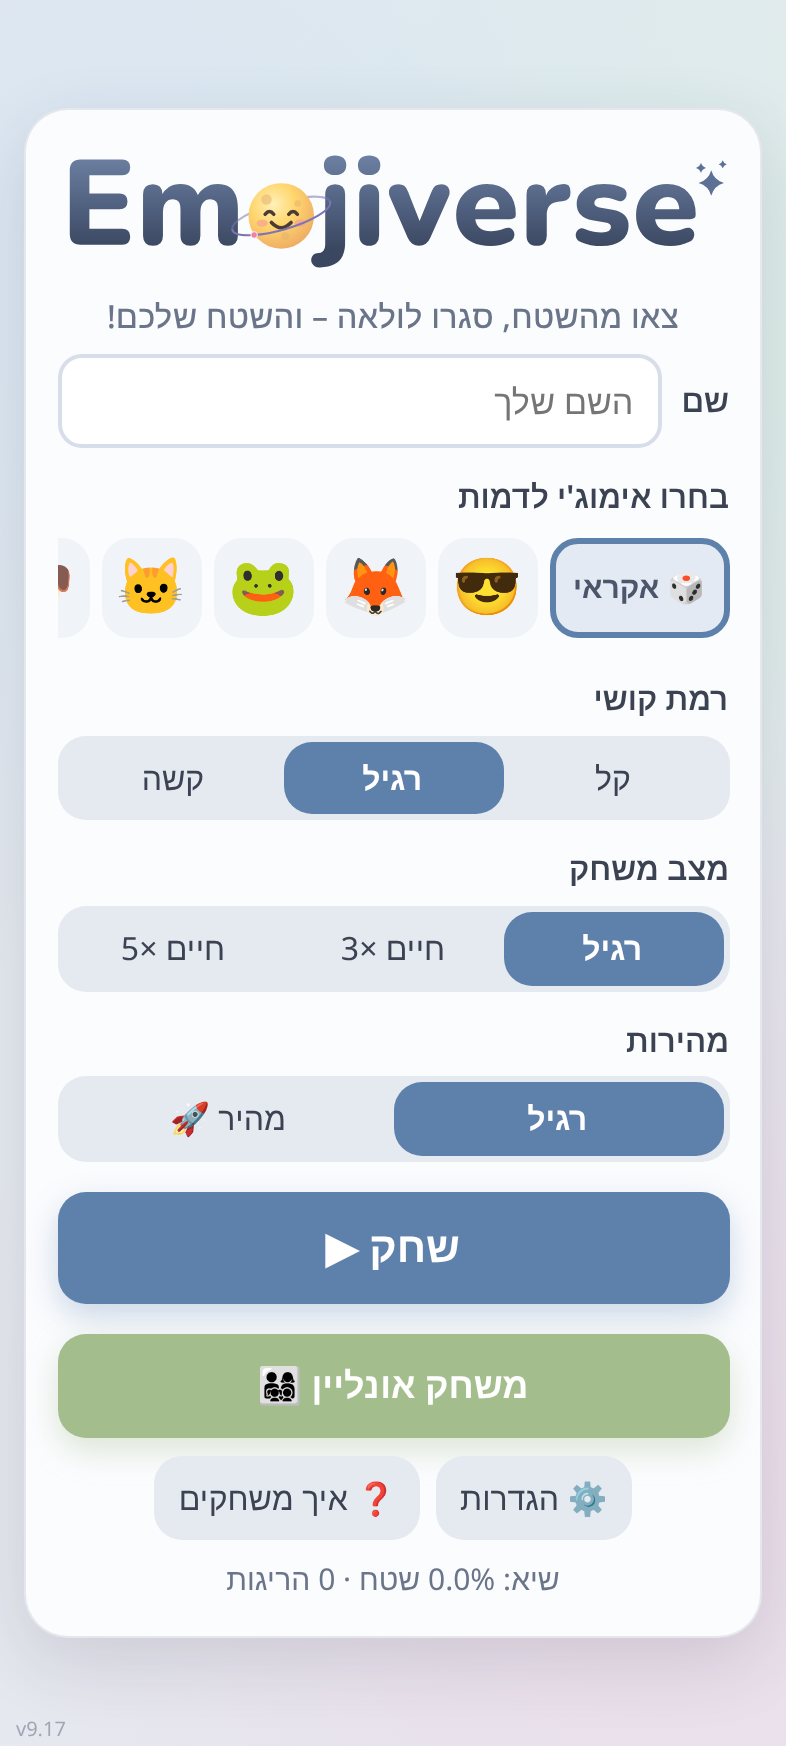 Emojiverse
צאו מהשטח, סגרו לולאה – והשטח שלכם!
שם
השם שלך
בחרו אימוג'י לדמות
🎲 אקראי
רמת קושי
קל רגיל קשה
מצב משחק
רגיל חיים ×3 חיים ×5
מהירות
רגיל מהיר 🚀
שחק ▶
משחק אונליין 👨‍👩‍👧‍👦
⚙️ הגדרות ❓ איך משחקים
שיא: 0.0% שטח · 0 הריגות
v9.17